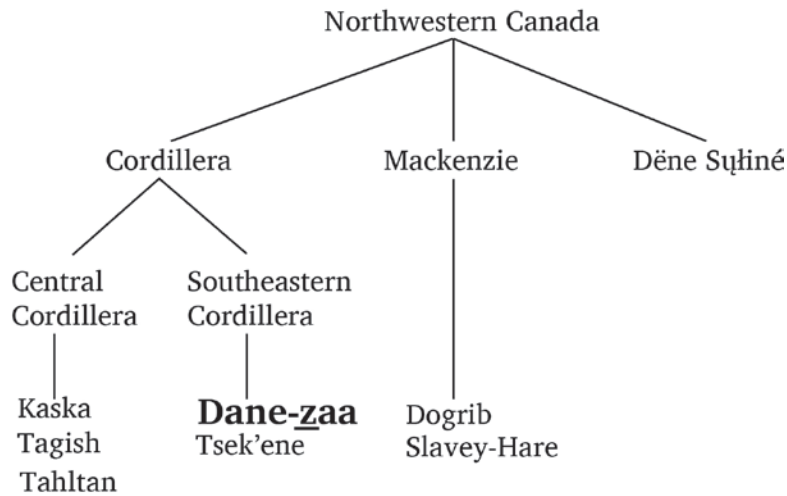 Northwestern Canada
Cordillera
Mackenzie
Dëne Sųłiné
Central
Cordillera
Southeastern
Cordillera
Kaska
Tagish
Tahltan
Dane-z̲aa
Tsek’ene
Dogrib
Slavey-Hare